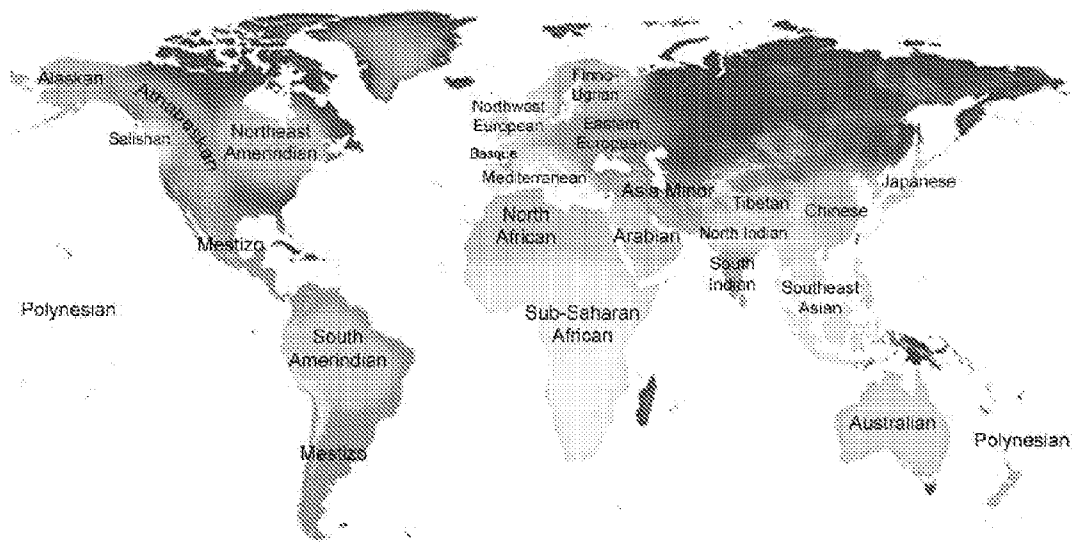 Alaskan
Athabaskan
Salishan
Northeast
Amerindian
Mestizo
Polynesian
South
Amerindian
Mestizo
Finno-
Ugrian
Northwest
European
Eastern
European
Basque
Mediterranean
Asia Minor
North
African
Arabian
Sub-Saharan
African
Tibetan
North Indian
South
Indian
Chinese
Japanese
Southeast
Asian
Australian
Polynesian